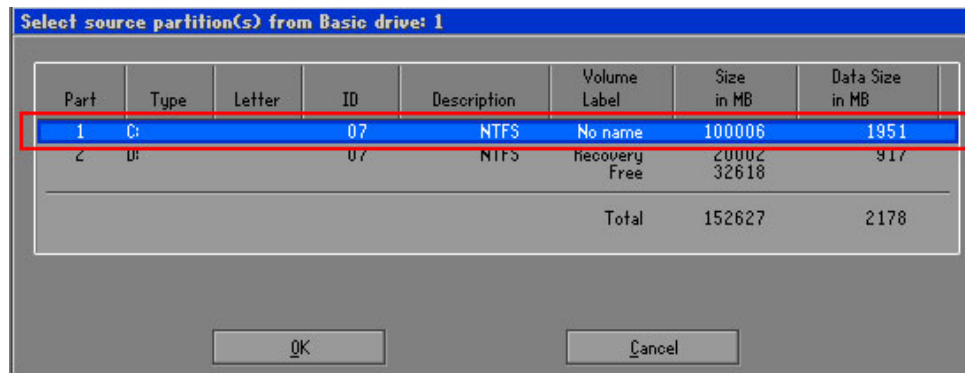 Select source partition(s) from Basic drive: 1
Part Type Letter ID Description Volume Label Size in MB Data Size in MB
1 C: 07 NTFS No name 100006 1951
2 D: 07 NTFS Recovery 20002 917
Free 32618
Total 152627 2178
OK Cancel